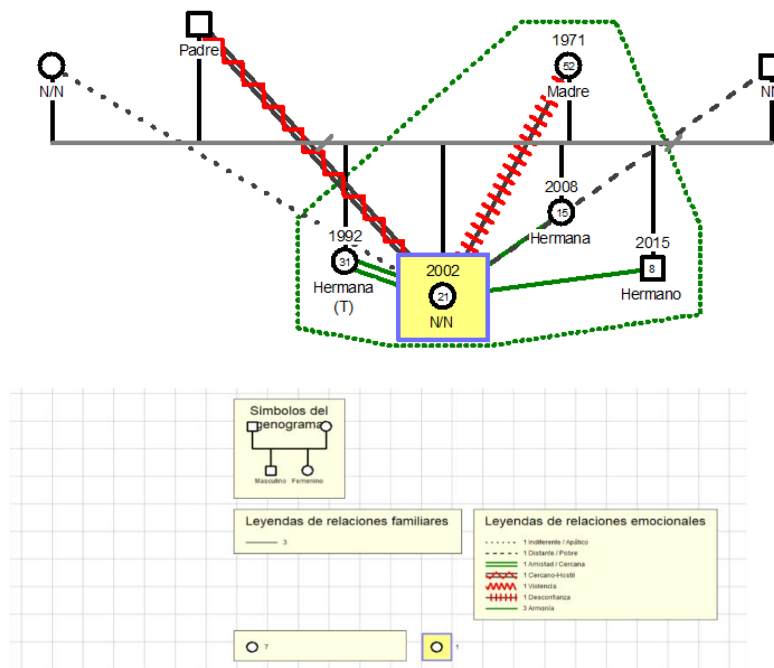 1971
52
Padre
N/N
Madre
NN
2008
15
1992
Hermana
2015
31
2002
8
Hermana
21
Hermano
(T)
N/N
Símbolos del
genograma
Masculino Femenino
Leyendas de relaciones familiares
3
Leyendas de relaciones emocionales
1 Indiferente / Apático
1 Distante / Pobre
1 Amistad / Cercana
1 Cercano-Hostil
1 Violencia
1 Desconfianza
3 Armonía
7
1